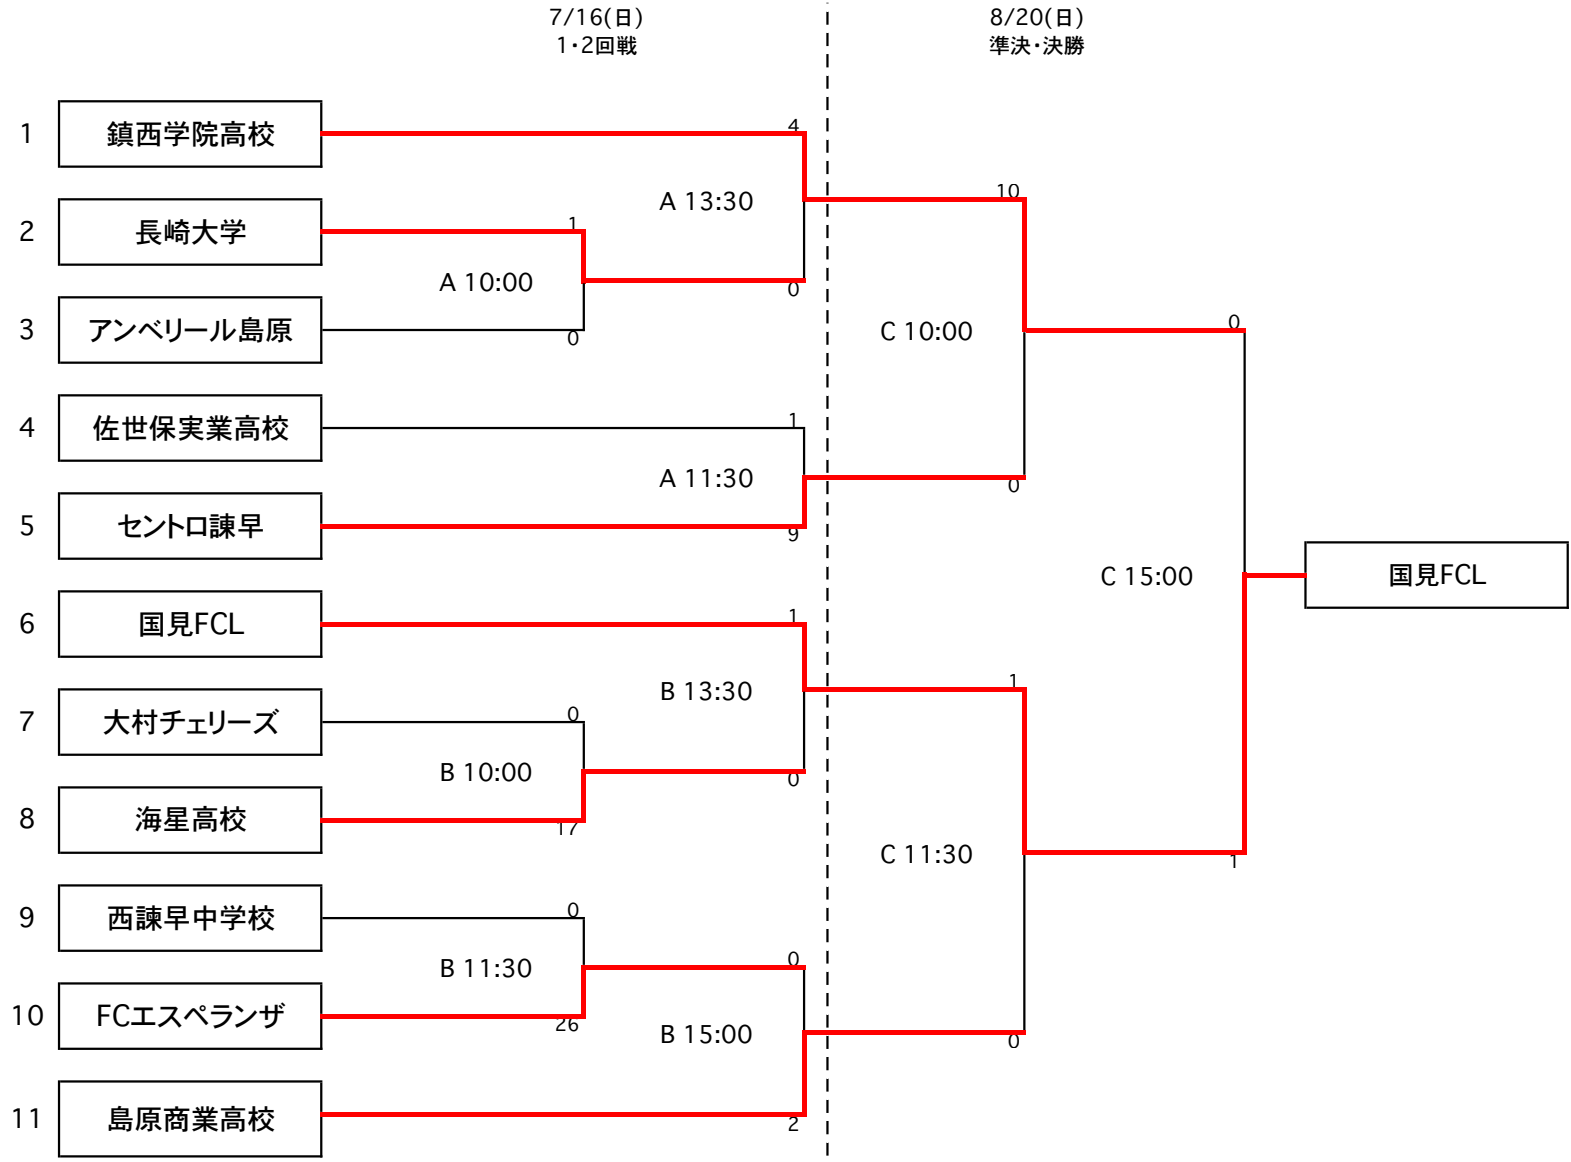 7/16(日)
1・2回戦
8/20(日)
準決・決勝
1
鎮西学院高校
4
A 13:30
10
2
長崎大学
1
A 10:00
0
3
アンベリール島原
0
C 10:00
0
4
佐世保実業高校
1
A 11:30
0
5
セントロ諫早
9
C 15:00
国見FCL
6
国見FCL
1
B 13:30
1
7
大村チェリーズ
0
B 10:00
0
8
海星高校
17
C 11:30
1
9
西諫早中学校
0
B 11:30
0
10
FCエスペランザ
26
B 15:00
0
11
島原商業高校
2